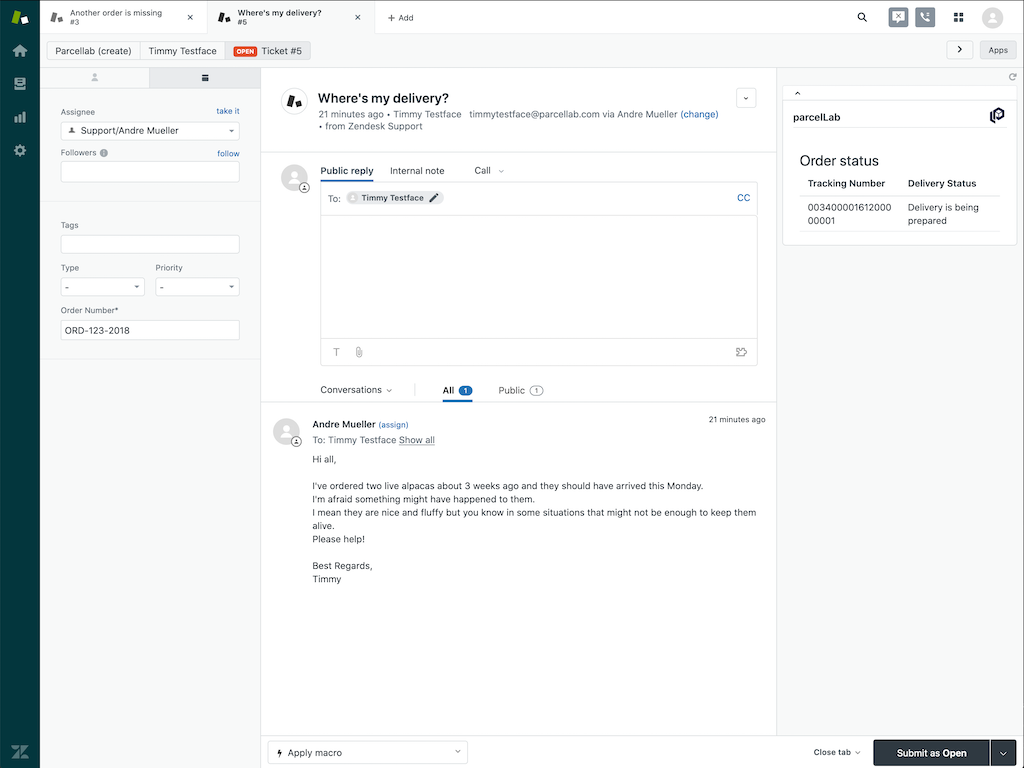 Another order is missing
#3
Where's my delivery?
#5
Add
Parcellab (create)
Timmy Testface
OPEN Ticket #5
Apps
Assignee
take it
Support/Andre Mueller
Followers
follow
Tags
Type
Priority
-
-
Order Number*
ORD-123-2018
Where's my delivery?
21 minutes ago • Timmy Testface timmytestface@parcellab.com via Andre Mueller (change)
• from Zendesk Support
Public reply
Internal note
Call
To: Timmy Testface
CC
T
Conversations
All 1
Public 1
Andre Mueller (assign)
21 minutes ago
To: Timmy Testface Show all
Hi all,
I've ordered two live alpacas about 3 weeks ago and they should have arrived this Monday.
I'm afraid something might have happened to them.
I mean they are nice and fluffy but you know in some situations that might not be enough to keep them
alive.
Please help!
Best Regards,
Timmy
parcelLab
Order status
Tracking Number
Delivery Status
003400001612000
00001
Delivery is being
prepared
Apply macro
Close tab
Submit as Open